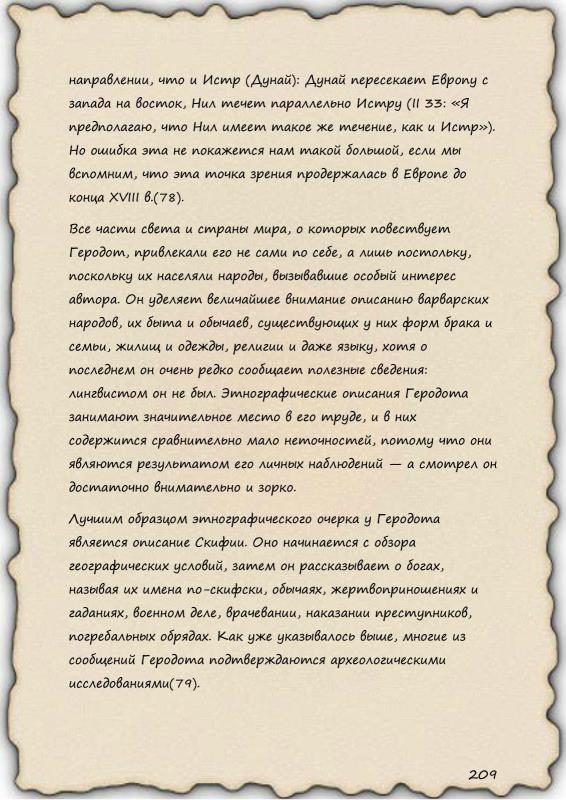 направлении, что и Истр (Дунай): Дунай пересекает Европу с
запада на восток, Нил течет параллельно Истру (II 33: «Я
предполагаю, что Нил имеет такое же течение, как и Истр»).
Но ошибка эта не покажется нам такой большой, если мы
вспомним, что эта точка зрения продержалась в Европе до
конца XVIII в.(78).
Все части света и страны мира, о которых повествует
Геродот, привлекали его не сами по себе, а лишь постольку,
поскольку их населяли народы, вызывавшие особый интерес
автора. Он уделяет величайшее внимание описанию варварских
народов, их быта и обычаев, существующих у них форм брака и
семьи, жилищ и одежды, религии и даже языку, хотя о
последнем он очень редко сообщает полезные сведения:
лингвистом он не был. Этнографические описания Геродота
занимают значительное место в его труде, и в них
содержится сравнительно мало неточностей, потому что они
являются результатом его личных наблюдений — а смотрел он
достаточно внимательно и зорко.
Лучшим образцом этнографического очерка у Геродота
является описание Скифии. Оно начинается с обзора
географических условий, затем он рассказывает о богах,
называя их имена по-скифски, обычаях, жертвоприношениях и
гаданиях, военном деле, врачевании, наказании преступников,
погребальных обрядах. Как уже указывалось выше, многие из
сообщений Геродота подтверждаются археологическими
исследованиями(79).
209